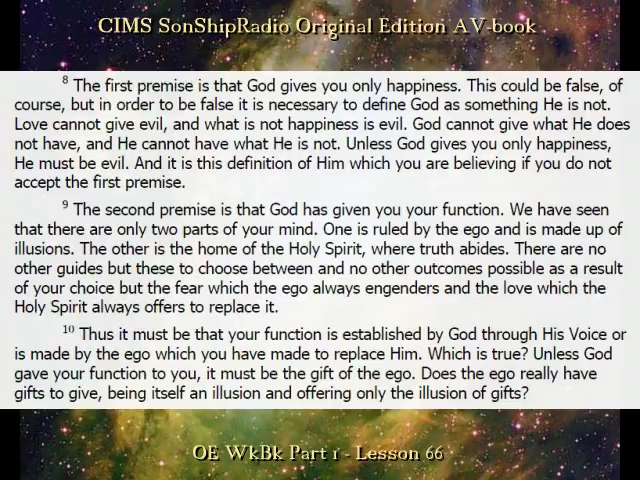 CIMS SonShipRadio Original Edition AV-book
8 The first premise is that God gives you only happiness. This could be false, of
course, but in order to be false it is necessary to define God as something He is not.
Love cannot give evil, and what is not happiness is evil. God cannot give what He does
not have, and He cannot have what He is not. Unless God gives you only happiness,
He must be evil. And it is this definition of Him which you are believing if you do not
accept the first premise.
9 The second premise is that God has given you your function. We have seen
that there are only two parts of your mind. One is ruled by the ego and is made up of
illusions. The other is the home of the Holy Spirit, where truth abides. There are no
other guides but these to choose between and no other outcomes possible as a result
of your choice but the fear which the ego always engenders and the love which the
Holy Spirit always offers to replace it.
10 Thus it must be that your function is established by God through His Voice or
is made by the ego which you have made to replace Him. Which is true? Unless God
gave your function to you, it must be the gift of the ego. Does the ego really have
gifts to give, being itself an illusion and offering only the illusion of gifts?
OE WkBk Part 1 - Lesson 66